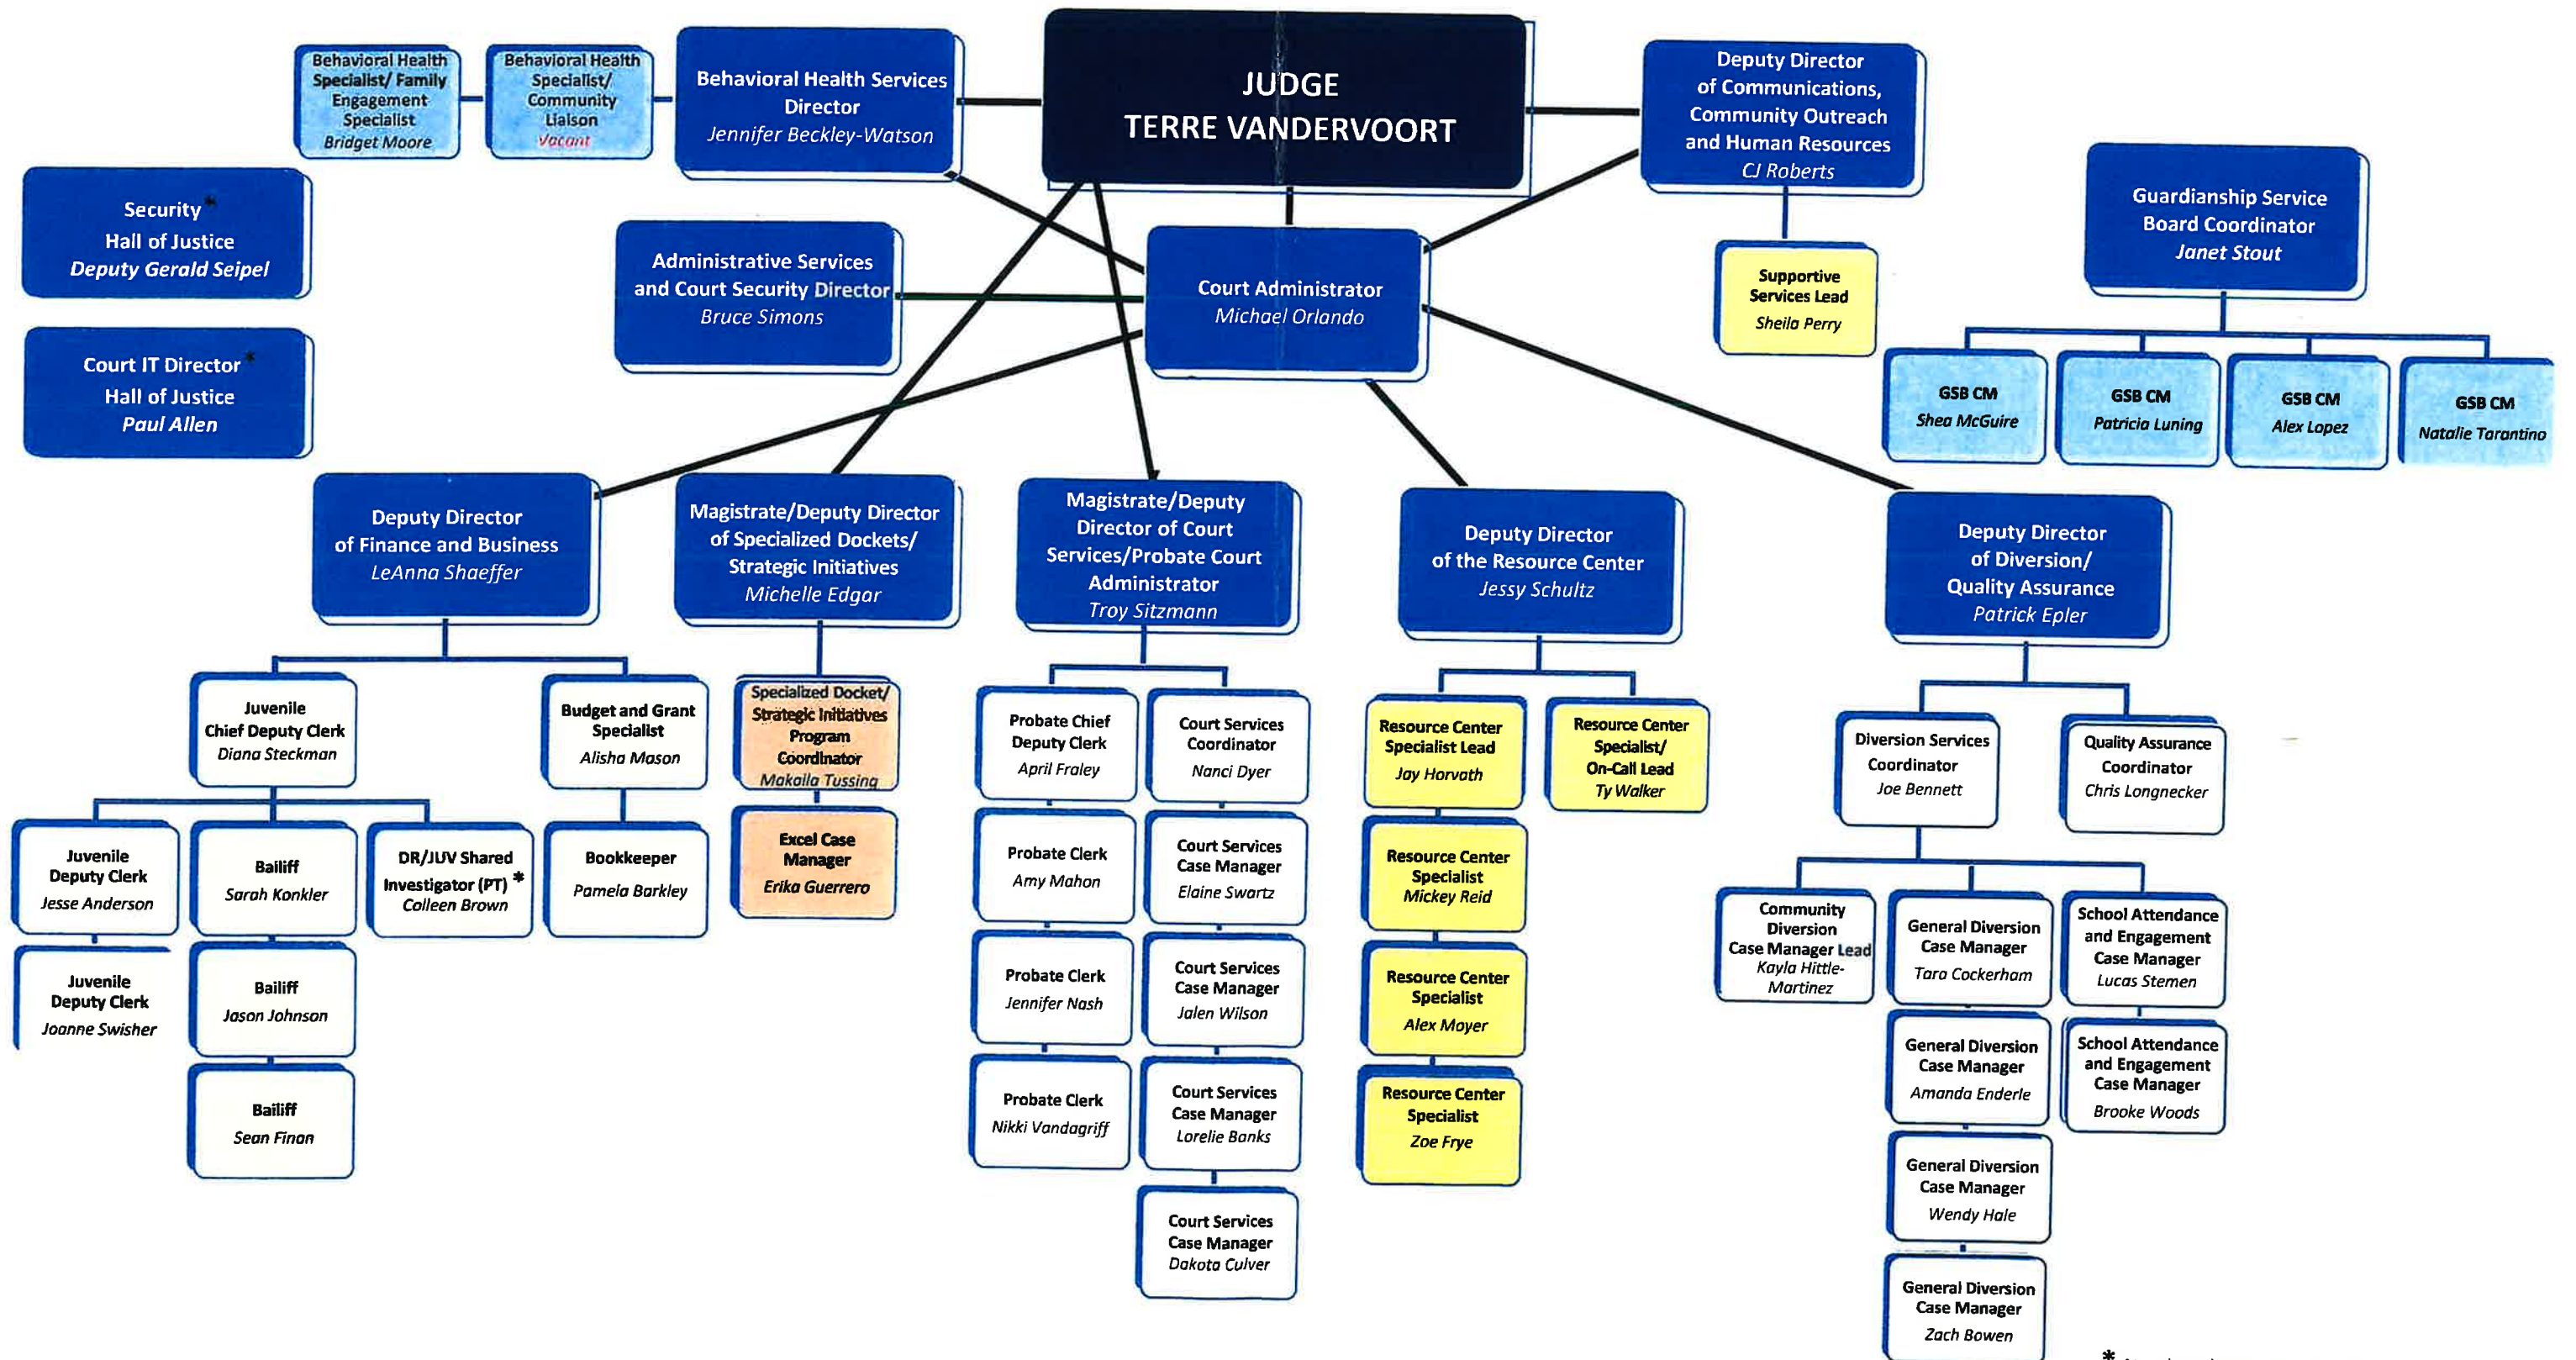 JUDGE
TERRE VANDERVOORT
Behavioral Health
Specialist/ Family
Engagement
Specialist
Bridget Moore
Behavioral Health
Specialist/
Community
Liaison
Vacant
Behavioral Health Services
Director
Jennifer Beckley-Watson
Deputy Director
of Communications,
Community Outreach
and Human Resources
CJ Roberts
Supportive
Services Lead
Sheila Perry
Guardianship Service
Board Coordinator
Janet Stout
GSB CM
Shea McGuire
GSB CM
Patricia Luning
GSB CM
Alex Lopez
GSB CM
Natalie Tarantino
Security*
Hall of Justice
Deputy Gerald Seipel
Court IT Director*
Hall of Justice
Paul Allen
Administrative Services
and Court Security Director
Bruce Simons
Court Administrator
Michael Orlando
Deputy Director
of Finance and Business
LeAnna Shaeffer
Juvenile
Chief Deputy Clerk
Diana Steckman
Budget and Grant
Specialist
Alisha Mason
Juvenile
Deputy Clerk
Jesse Anderson
Juvenile
Deputy Clerk
Joanne Swisher
Bailiff
Sarah Konkler
Bailiff
Jason Johnson
Bailiff
Sean Finan
DR/JUV Shared
Investigator (PT) *
Colleen Brown
Bookkeeper
Pamela Barkley
Magistrate/Deputy Director
of Specialized Dockets/
Strategic Initiatives
Michelle Edgar
Specialized Docket/
Strategic Initiatives
Program
Coordinator
Makaila Tussing
Excel Case
Manager
Erika Guerrero
Magistrate/Deputy
Director of Court
Services/Probate Court
Administrator
Troy Sitzmann
Probate Chief
Deputy Clerk
April Fraley
Probate Clerk
Amy Mahon
Probate Clerk
Jennifer Nash
Probate Clerk
Nikki Vandagriff
Court Services
Coordinator
Nanci Dyer
Court Services
Case Manager
Elaine Swartz
Court Services
Case Manager
Jalen Wilson
Court Services
Case Manager
Lorelie Banks
Court Services
Case Manager
Dakota Culver
Deputy Director
of the Resource Center
Jessy Schultz
Resource Center
Specialist Lead
Jay Horvath
Resource Center
Specialist
Mickey Reid
Resource Center
Specialist
Alex Moyer
Resource Center
Specialist
Zoe Frye
Resource Center
Specialist/
On-Call Lead
Ty Walker
Deputy Director
of Diversion/
Quality Assurance
Patrick Epler
Diversion Services
Coordinator
Joe Bennett
Quality Assurance
Coordinator
Chris Longnecker
Community
Diversion
Case Manager Lead
Kayla Hittle-
Martinez
General Diversion
Case Manager
Tara Cockerham
General Diversion
Case Manager
Amanda Enderle
General Diversion
Case Manager
Wendy Hale
General Diversion
Case Manager
Zach Bowen
School Attendance
and Engagement
Case Manager
Lucas Stemen
School Attendance
and Engagement
Case Manager
Brooke Woods
*